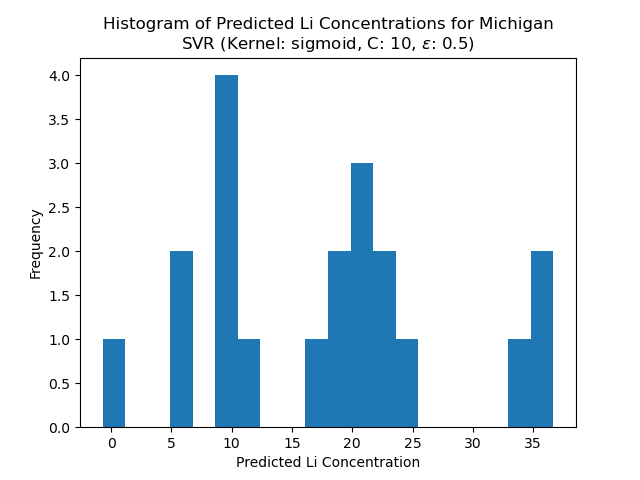 Histogram of Predicted Li Concentrations for Michigan
SVR (Kernel: sigmoid, C: 10, ε: 0.5)
4.0
3.5
3.0
2.5
2.0
1.5
1.0
0.5
0.0
Frequency
0 5 10 15 20 25 30 35
Predicted Li Concentration